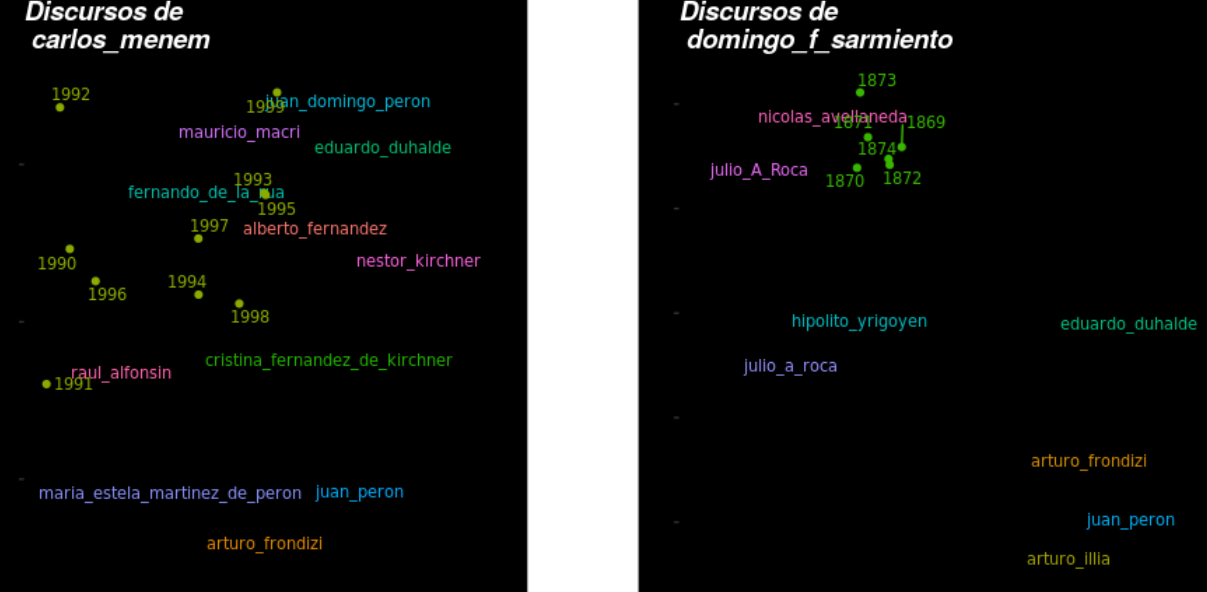 Discursos de
carlos_menem
1992
1999
juan_domingo_peron
mauricio_macri
eduardo_duhalde
1993
fernando_de_la_rua
1995
1997
alberto_fernandez
1990
nestor_kirchner
1996
1994
1998
cristina_fernandez_de_kirchner
raul_alfonsin
1991
maria_estela_martinez_de_peron
juan_peron
arturo_frondizi
Discursos de
domingo_f_sarmiento
1873
nicolas_avellaneda
1871
1869
1874
julio_A_Roca
1870
1872
hipolito_yrigoyen
eduardo_duhalde
julio_a_roca
arturo_frondizi
juan_peron
arturo_illia